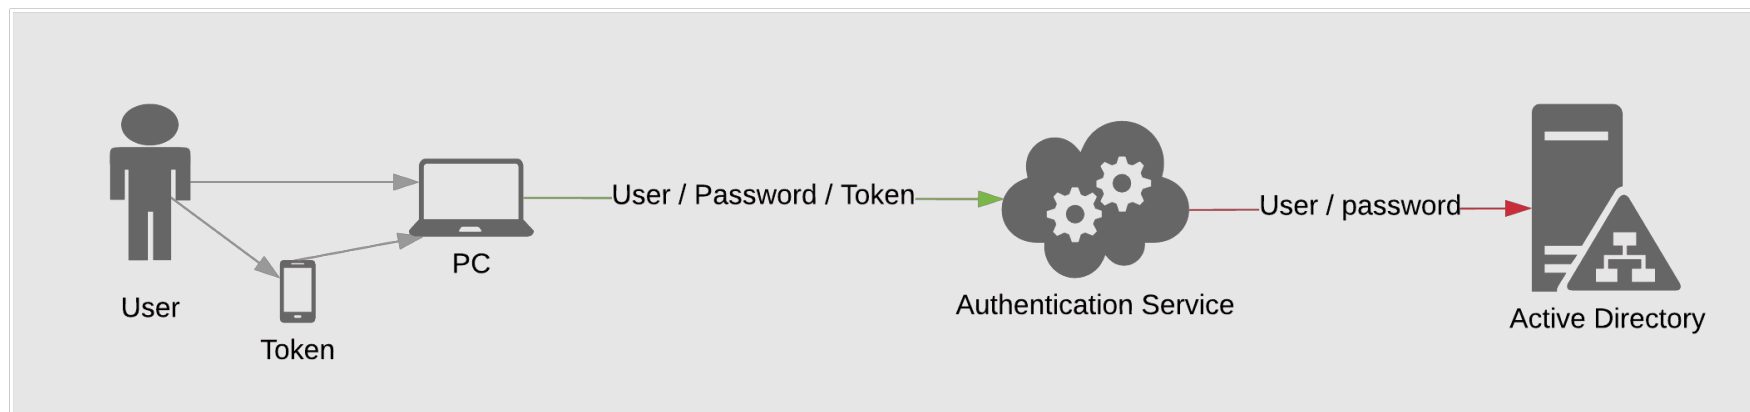 User / Password / Token
User / password
PC
Authentication Service
User
Active Directory
Token